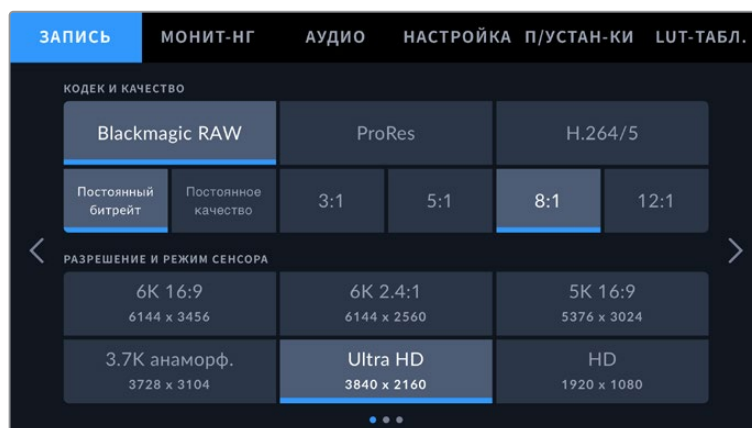 ЗАПИСЬ МОНИТ-НГ АУДИО НАСТРОЙКА П/УСТАН-КИ LUT-ТАБЛ.
КОДЕК И КАЧЕСТВО
Blackmagic RAW ProRes H.264/5
Постоянный битрейт Постоянное качество 3:1 5:1 8:1 12:1
РАЗРЕШЕНИЕ И РЕЖИМ СЕНСОРА
6K 16:9 6K 2.4:1 5K 16:9
6144 x 3456 6144 x 2560 5376 x 3024
3.7K анаморф. Ultra HD HD
3728 x 3104 3840 x 2160 1920 x 1080